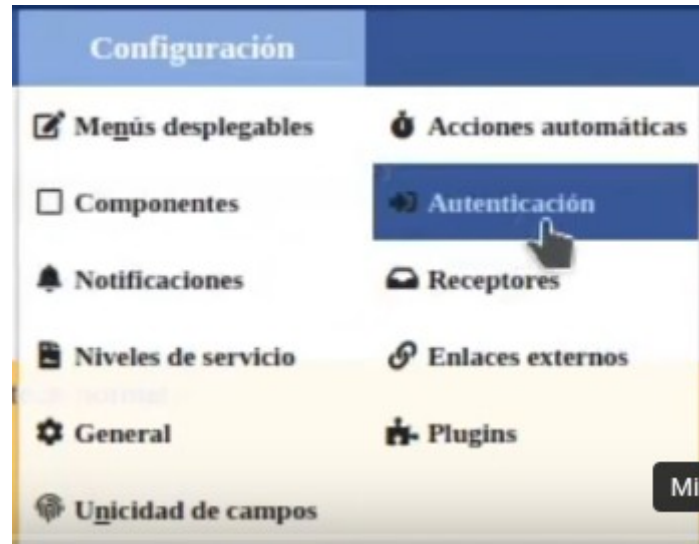 Configuración
Menús desplegables
Acciones automáticas
Componentes
Autenticación
Notificaciones
Receptores
Niveles de servicio
Enlaces externos
General
Plugins
Mi
Unicidad de campos